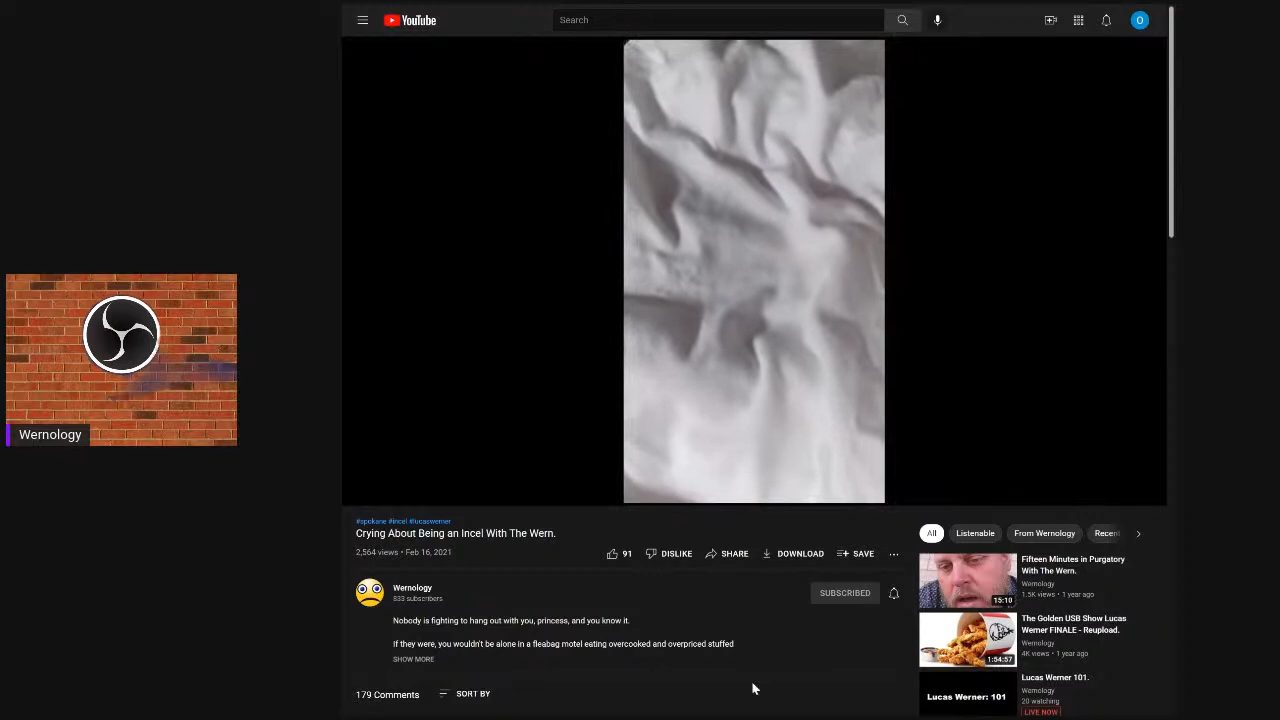 YouTube
Search
O
Wernology
#spokane #incel #lucaswerner
Crying About Being an Incel With The Wern.
2,564 views • Feb 16, 2021
91
DISLIKE
SHARE
DOWNLOAD
SAVE
Wernology
833 subscribers
SUBSCRIBED
Nobody is fighting to hang out with you, princess, and you know it.
If they were, you wouldn't be alone in a fleabag motel eating overcooked and overpriced stuffed
SHOW MORE
179 Comments
SORT BY
All
Listenable
From Wernology
Recent
Fifteen Minutes in Purgatory
With The Wern.
Wernology
1.5K views • 1 year ago
15:10
The Golden USB Show Lucas
Werner FINALE - Reupload.
Wernology
4K views • 1 year ago
1:54:57
Lucas Werner: 101
Lucas Werner 101.
Wernology
20 watching
LIVE NOW